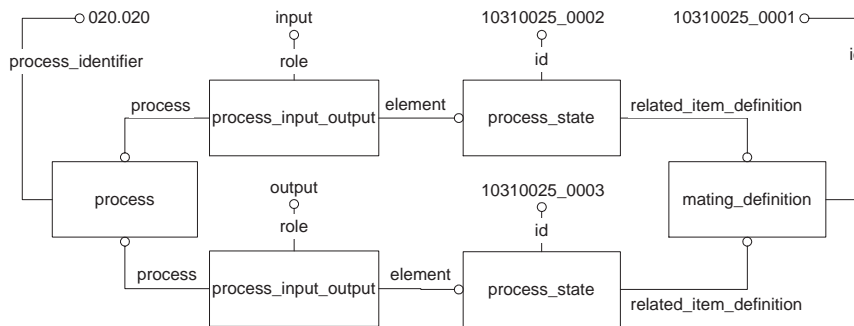 020.020
input
10310025_0002
10310025_0001
process_identifier
role
id
process
process_input_output
element
process_state
related_item_definition
process
output
10310025_0003
mating_definition
role
id
process
process_input_output
element
process_state
related_item_definition